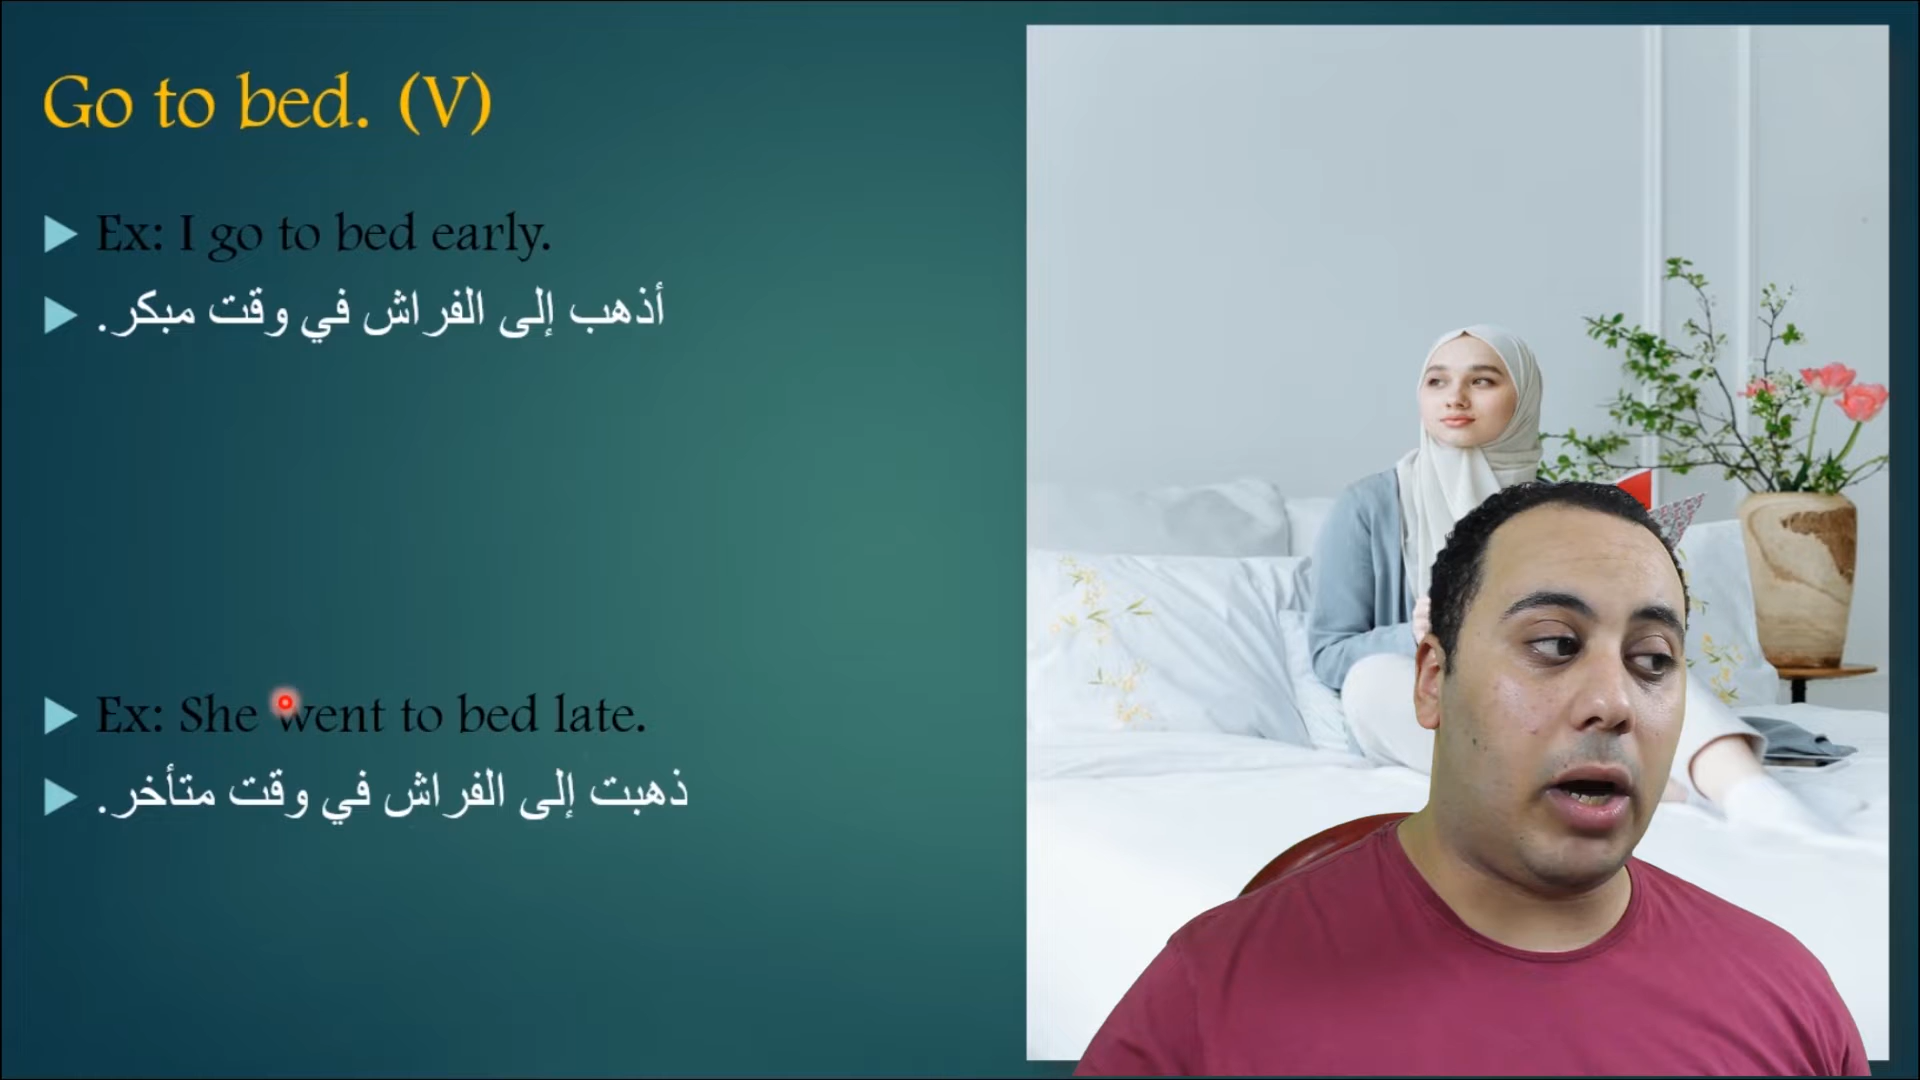 Go to bed. (V)
Ex: I go to bed early.
أذهب إلى الفراش في وقت مبكر.
Ex: She went to bed late.
ذهبت إلى الفراش في وقت متأخر.